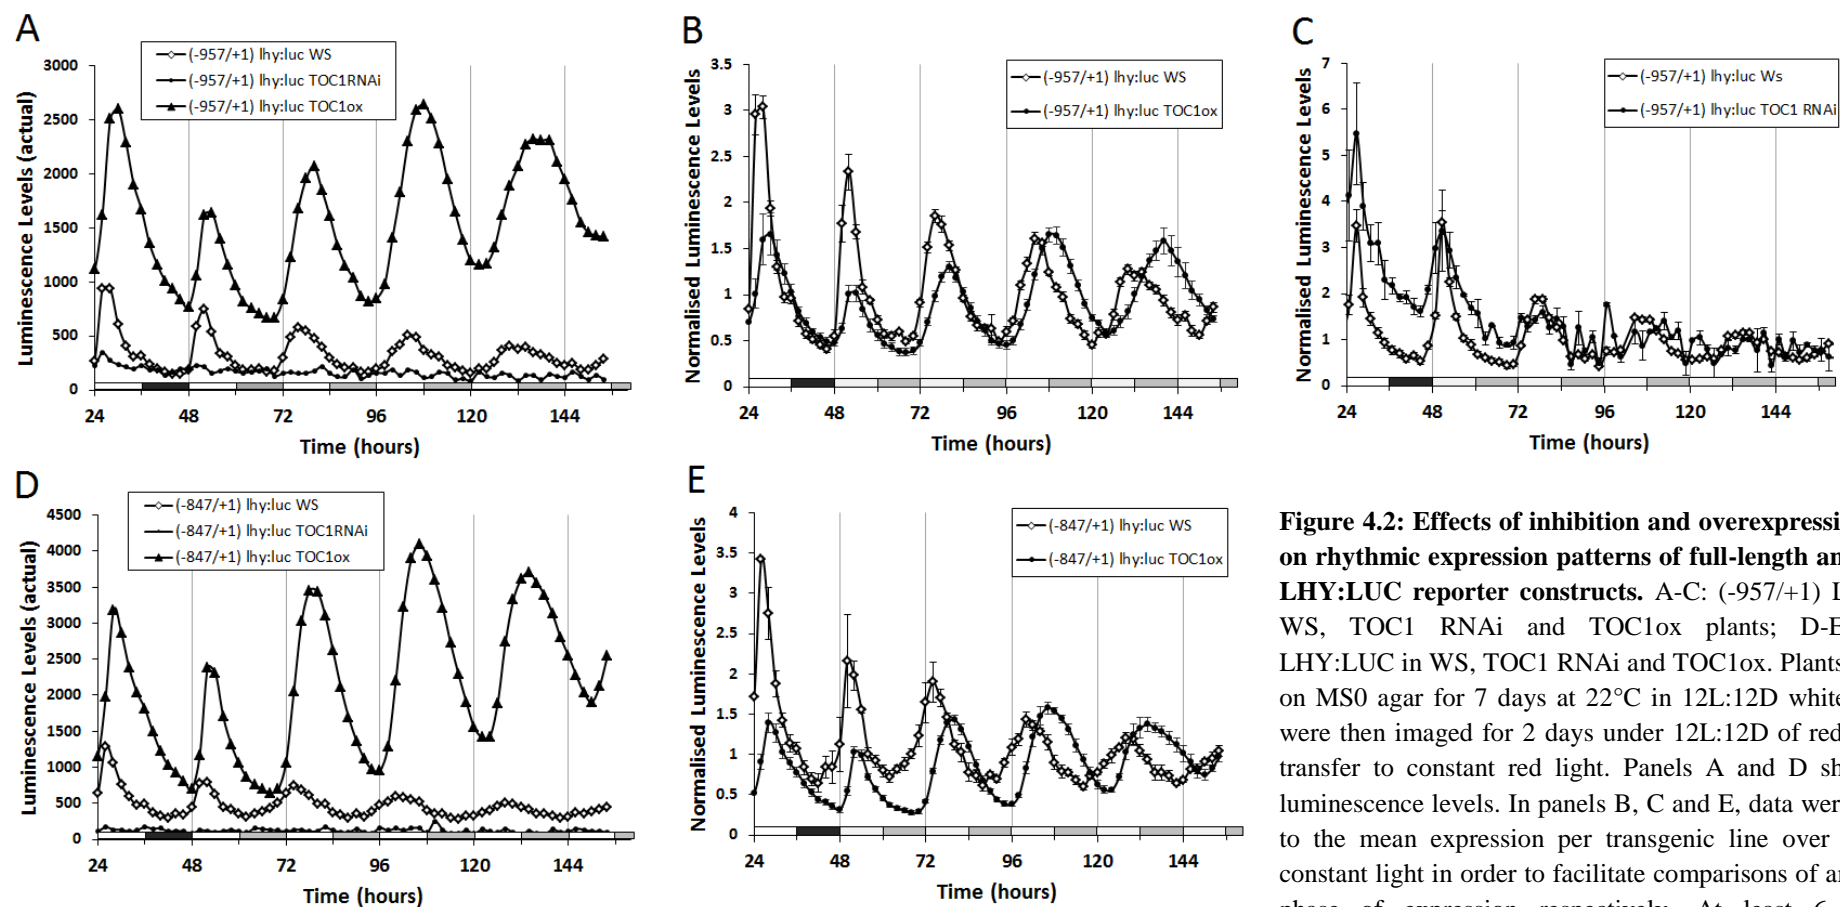 A
(-957/+1) lhy:luc WS
(-957/+1) lhy:luc TOC1RNAi
(-957/+1) lhy:luc TOC1ox
Luminescence Levels (actual)
3000
2500
2000
1500
1000
500
0
24 48 72 96 120 144
Time (hours)
B
(-957/+1) lhy:luc WS
(-957/+1) lhy:luc TOC1ox
Normalised Luminescence Levels
3.5
3
2.5
2
1.5
1
0.5
0
24 48 72 96 120 144
Time (hours)
C
(-957/+1) lhy:luc Ws
(-957/+1) lhy:luc TOC1 RNAi
Normalised Luminescence Levels
7
6
5
4
3
2
1
0
24 48 72 96 120 144
Time (hours)
D
(-847/+1) lhy:luc WS
(-847/+1) lhy:luc TOC1RNAi
(-847/+1) lhy:luc TOC1ox
Luminescence Levels (actual)
4500
4000
3500
3000
2500
2000
1500
1000
500
0
24 48 72 96 120 144
Time (hours)
E
(-847/+1) lhy:luc WS
(-847/+1) lhy:luc TOC1ox
Normalised Luminescence Levels
4
3.5
3
2.5
2
1.5
1
0.5
0
24 48 72 96 120 144
Time (hours)
Figure 4.2: Effects of inhibition and overexpressi
on rhythmic expression patterns of full-length an
LHY:LUC reporter constructs. A-C: (-957/+1) L
WS, TOC1 RNAi and TOC1ox plants; D-E
LHY:LUC in WS, TOC1 RNAi and TOC1ox. Plants
on MS0 agar for 7 days at 22°C in 12L:12D white
were then imaged for 2 days under 12L:12D of red
transfer to constant red light. Panels A and D sh
luminescence levels. In panels B, C and E, data wer
to the mean expression per transgenic line over
constant light in order to facilitate comparisons of a
phase of expression respectively. At least 6